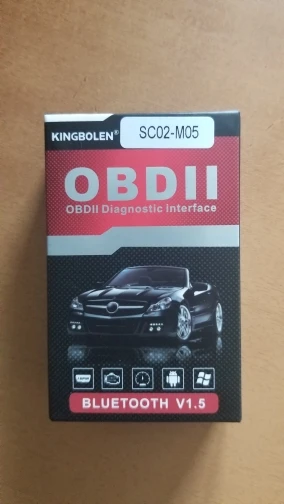 KINGBOLEN®
SC02-M05
OBDII
OBDII Diagnostic Interface
BLUETOOTH V1.5